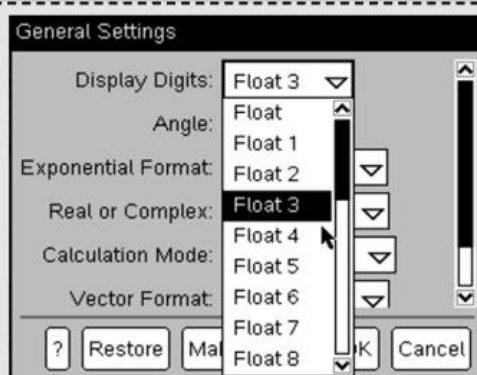 General Settings
Display Digits: Float 3
Float
Angle:
Float 1
Exponential Format:
Float 2
Float 3
Real or Complex:
Float 4
Calculation Mode:
Float 5
Float 6
Vector Format:
Float 7
? Restore Cancel
Float 8